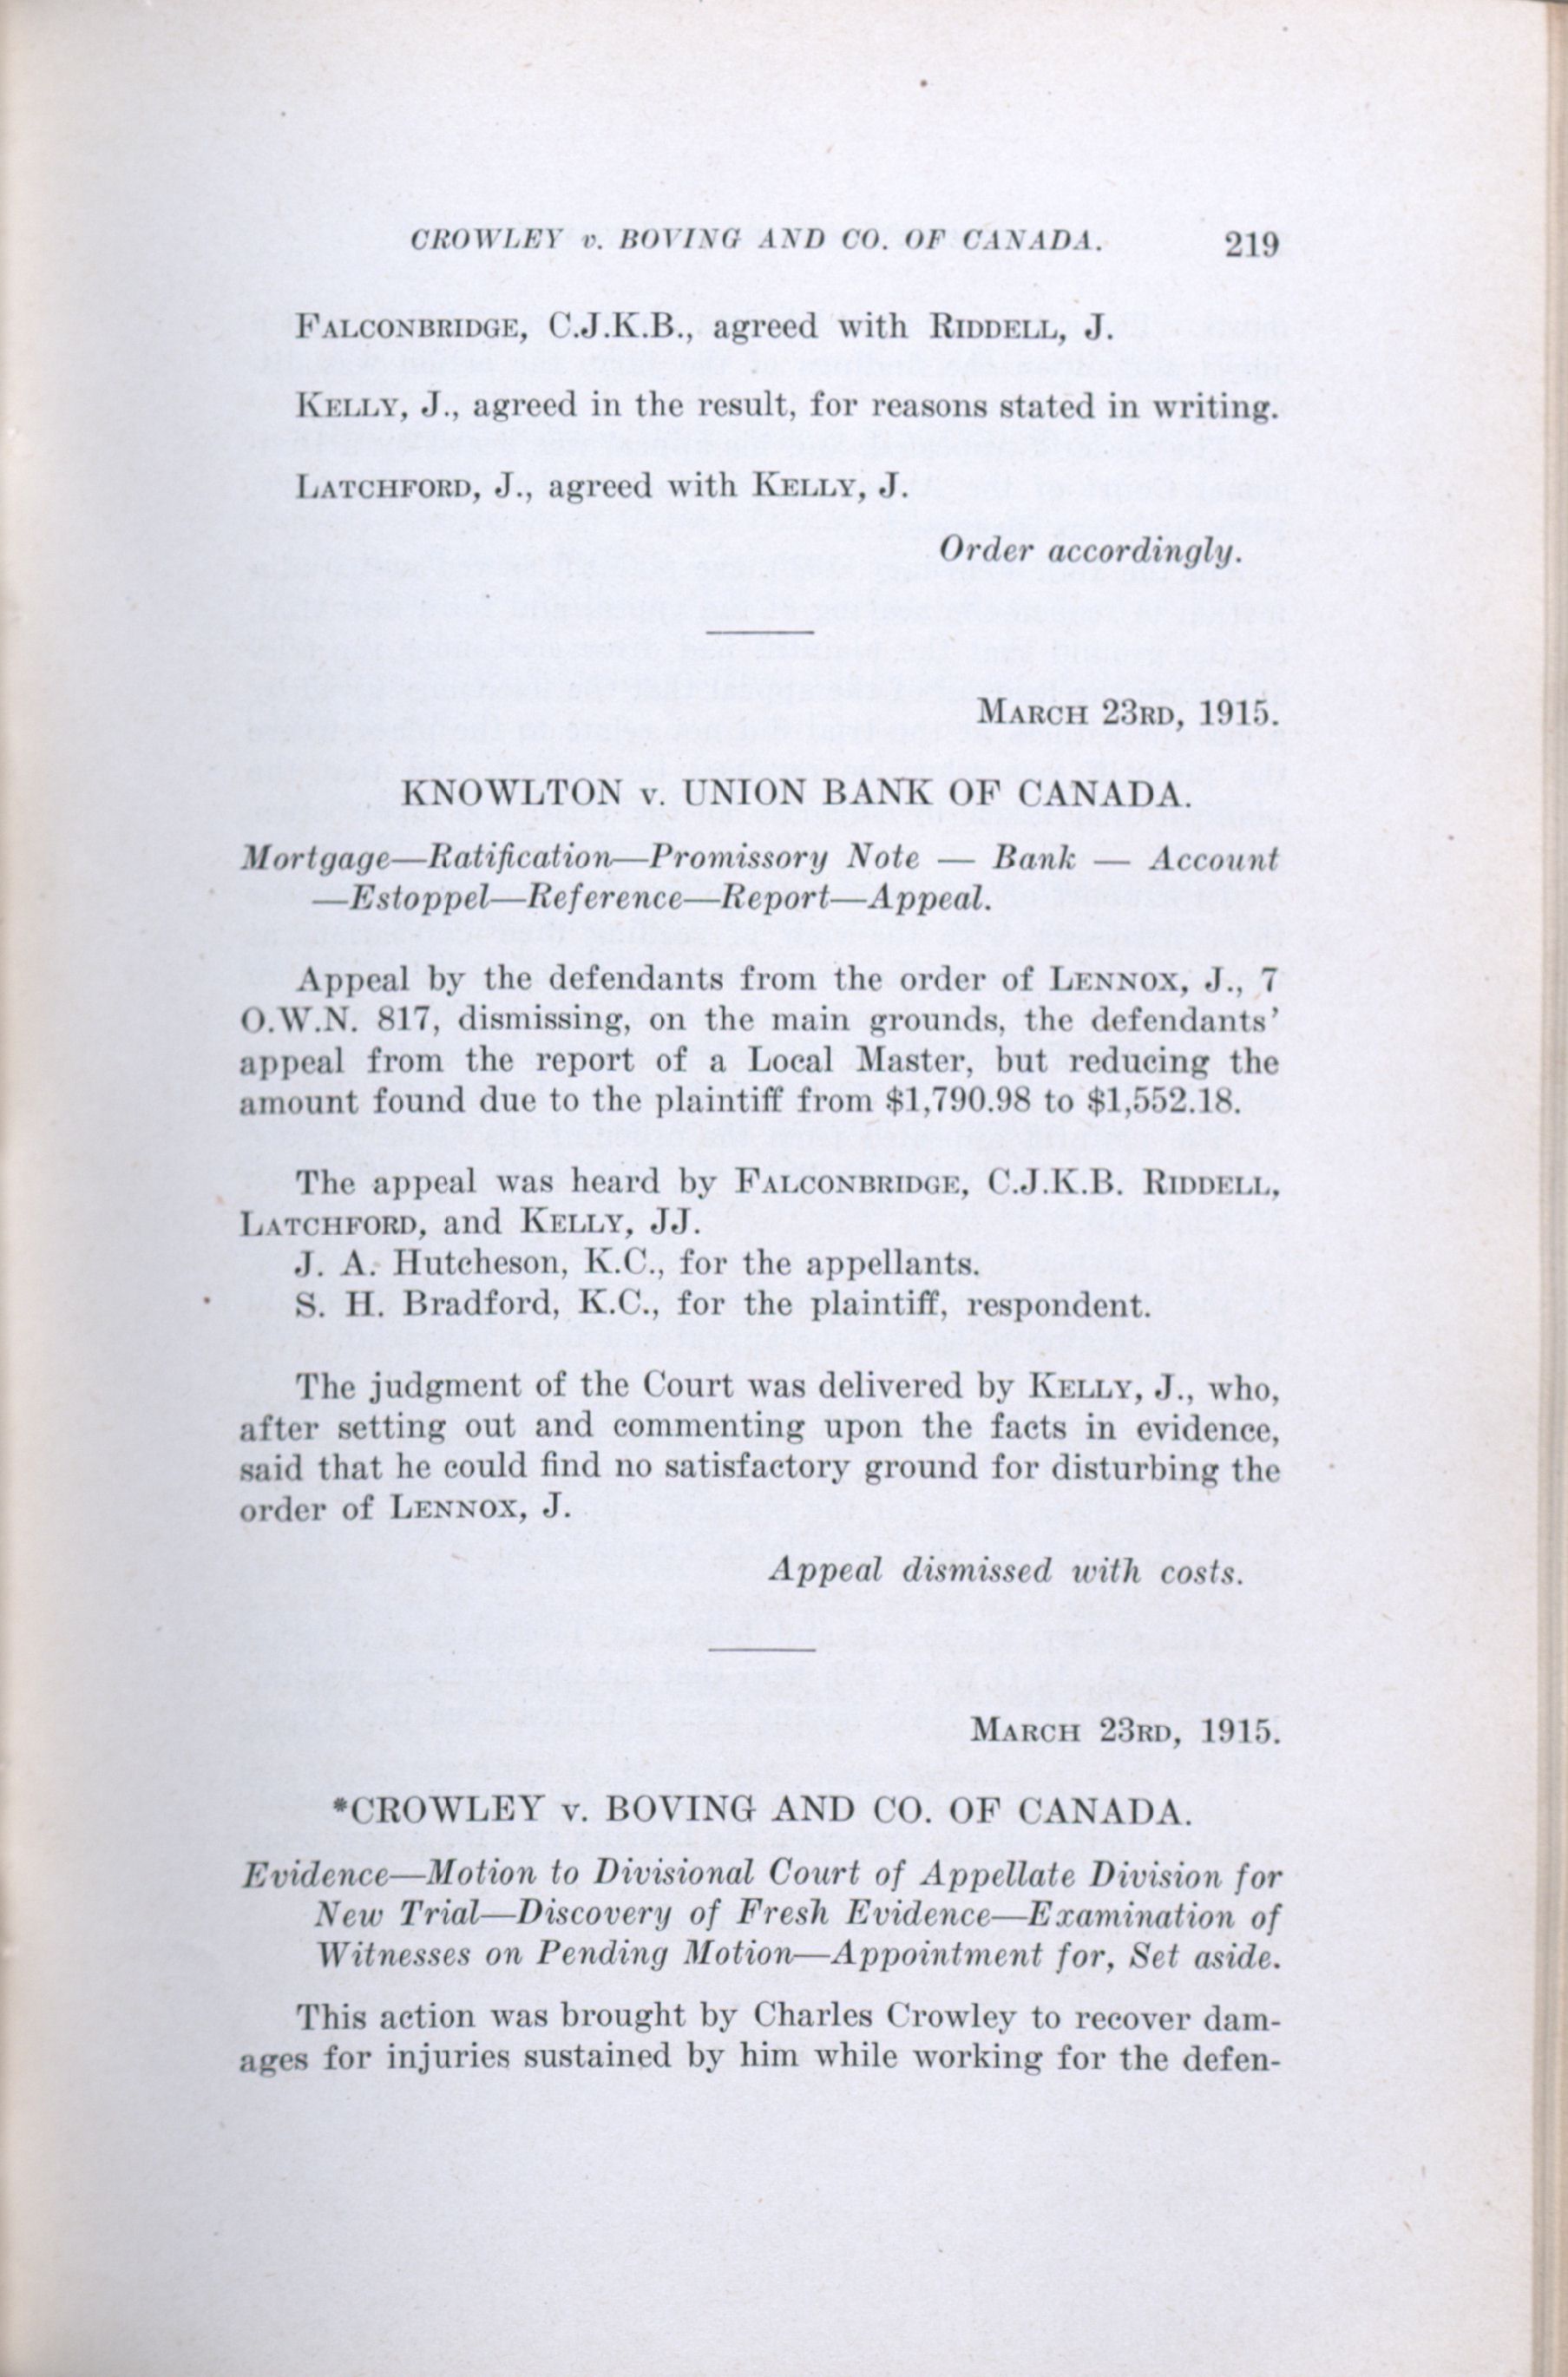 CROWLEY v. BOVING AND CO. OF CANADA. 219
FALCONBRIDGE, C.J.K.B., agreed with RIDDELL, J.
KELLY, J., agreed in the result, for reasons stated in writing.
LATCHFORD, J., agreed with KELLY, J.
Order accordingly.
MARCH 23RD, 1915.
KNOWLTON v. UNION BANK OF CANADA.
Mortgage—Ratification—Promissory Note — Bank — Account
—Estoppel—Reference—Report—Appeal.
Appeal by the defendants from the order of LENNOX, J., 7
O.W.N. 817, dismissing, on the main grounds, the defendants'
appeal from the report of a Local Master, but reducing the
amount found due to the plaintiff from $1,790.98 to $1,552.18.
The appeal was heard by FALCONBRIDGE, C.J.K.B. RIDDELL,
LATCHFORD, and KELLY, JJ.
J. A. Hutcheson, K.C., for the appellants.
S. H. Bradford, K.C., for the plaintiff, respondent.
The judgment of the Court was delivered by KELLY, J., who,
after setting out and commenting upon the facts in evidence,
said that he could find no satisfactory ground for disturbing the
order of LENNOX, J.
Appeal dismissed with costs.
MARCH 23RD, 1915.
*CROWLEY v. BOVING AND CO. OF CANADA.
Evidence—Motion to Divisional Court of Appellate Division for
New Trial—Discovery of Fresh Evidence—Examination of
Witnesses on Pending Motion—Appointment for, Set aside.
This action was brought by Charles Crowley to recover dam-
ages for injuries sustained by him while working for the defen-